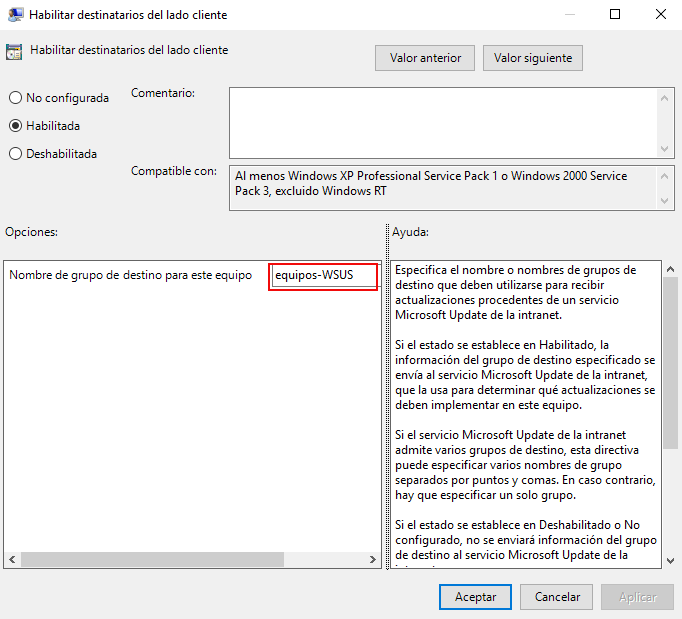 Habilitar destinatarios del lado cliente
Habilitar destinatarios del lado cliente
Valor anterior
Valor siguiente
No configurada
Comentario:
Habilitada
Deshabilitada
Compatible con:
Al menos Windows XP Professional Service Pack 1 o Windows 2000 Service
Pack 3, excluido Windows RT
Opciones:
Ayuda:
Nombre de grupo de destino para este equipo
equipos-WSUS
Especifica el nombre o nombres de grupos de
destino que deben utilizarse para recibir
actualizaciones procedentes de un servicio
Microsoft Update de la intranet.
Si el estado se establece en Habilitado, la
información del grupo de destino especificado se
envía al servicio Microsoft Update de la intranet,
que la usa para determinar qué actualizaciones se
deben implementar en este equipo.
Si el servicio Microsoft Update de la intranet
admite varios grupos de destino, esta directiva
puede especificar varios nombres de grupo
separados por puntos y comas. En caso contrario,
hay que especificar un solo grupo.
Si el estado se establece en Deshabilitado o No
configurado, no se enviará información del grupo
de destino al servicio Microsoft Update de la
Aceptar
Cancelar
Aplicar